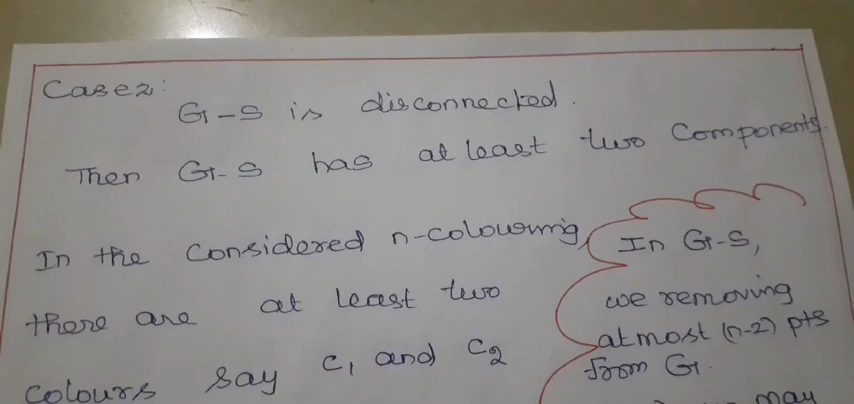 Case 2:
G-S is disconnected.
Then G-S has at least two components.
In the considered n-colouring,
there are at least two
colours say c₁ and c₂
In G-S,
we removing
atmost (n-2) pts
from G.
may